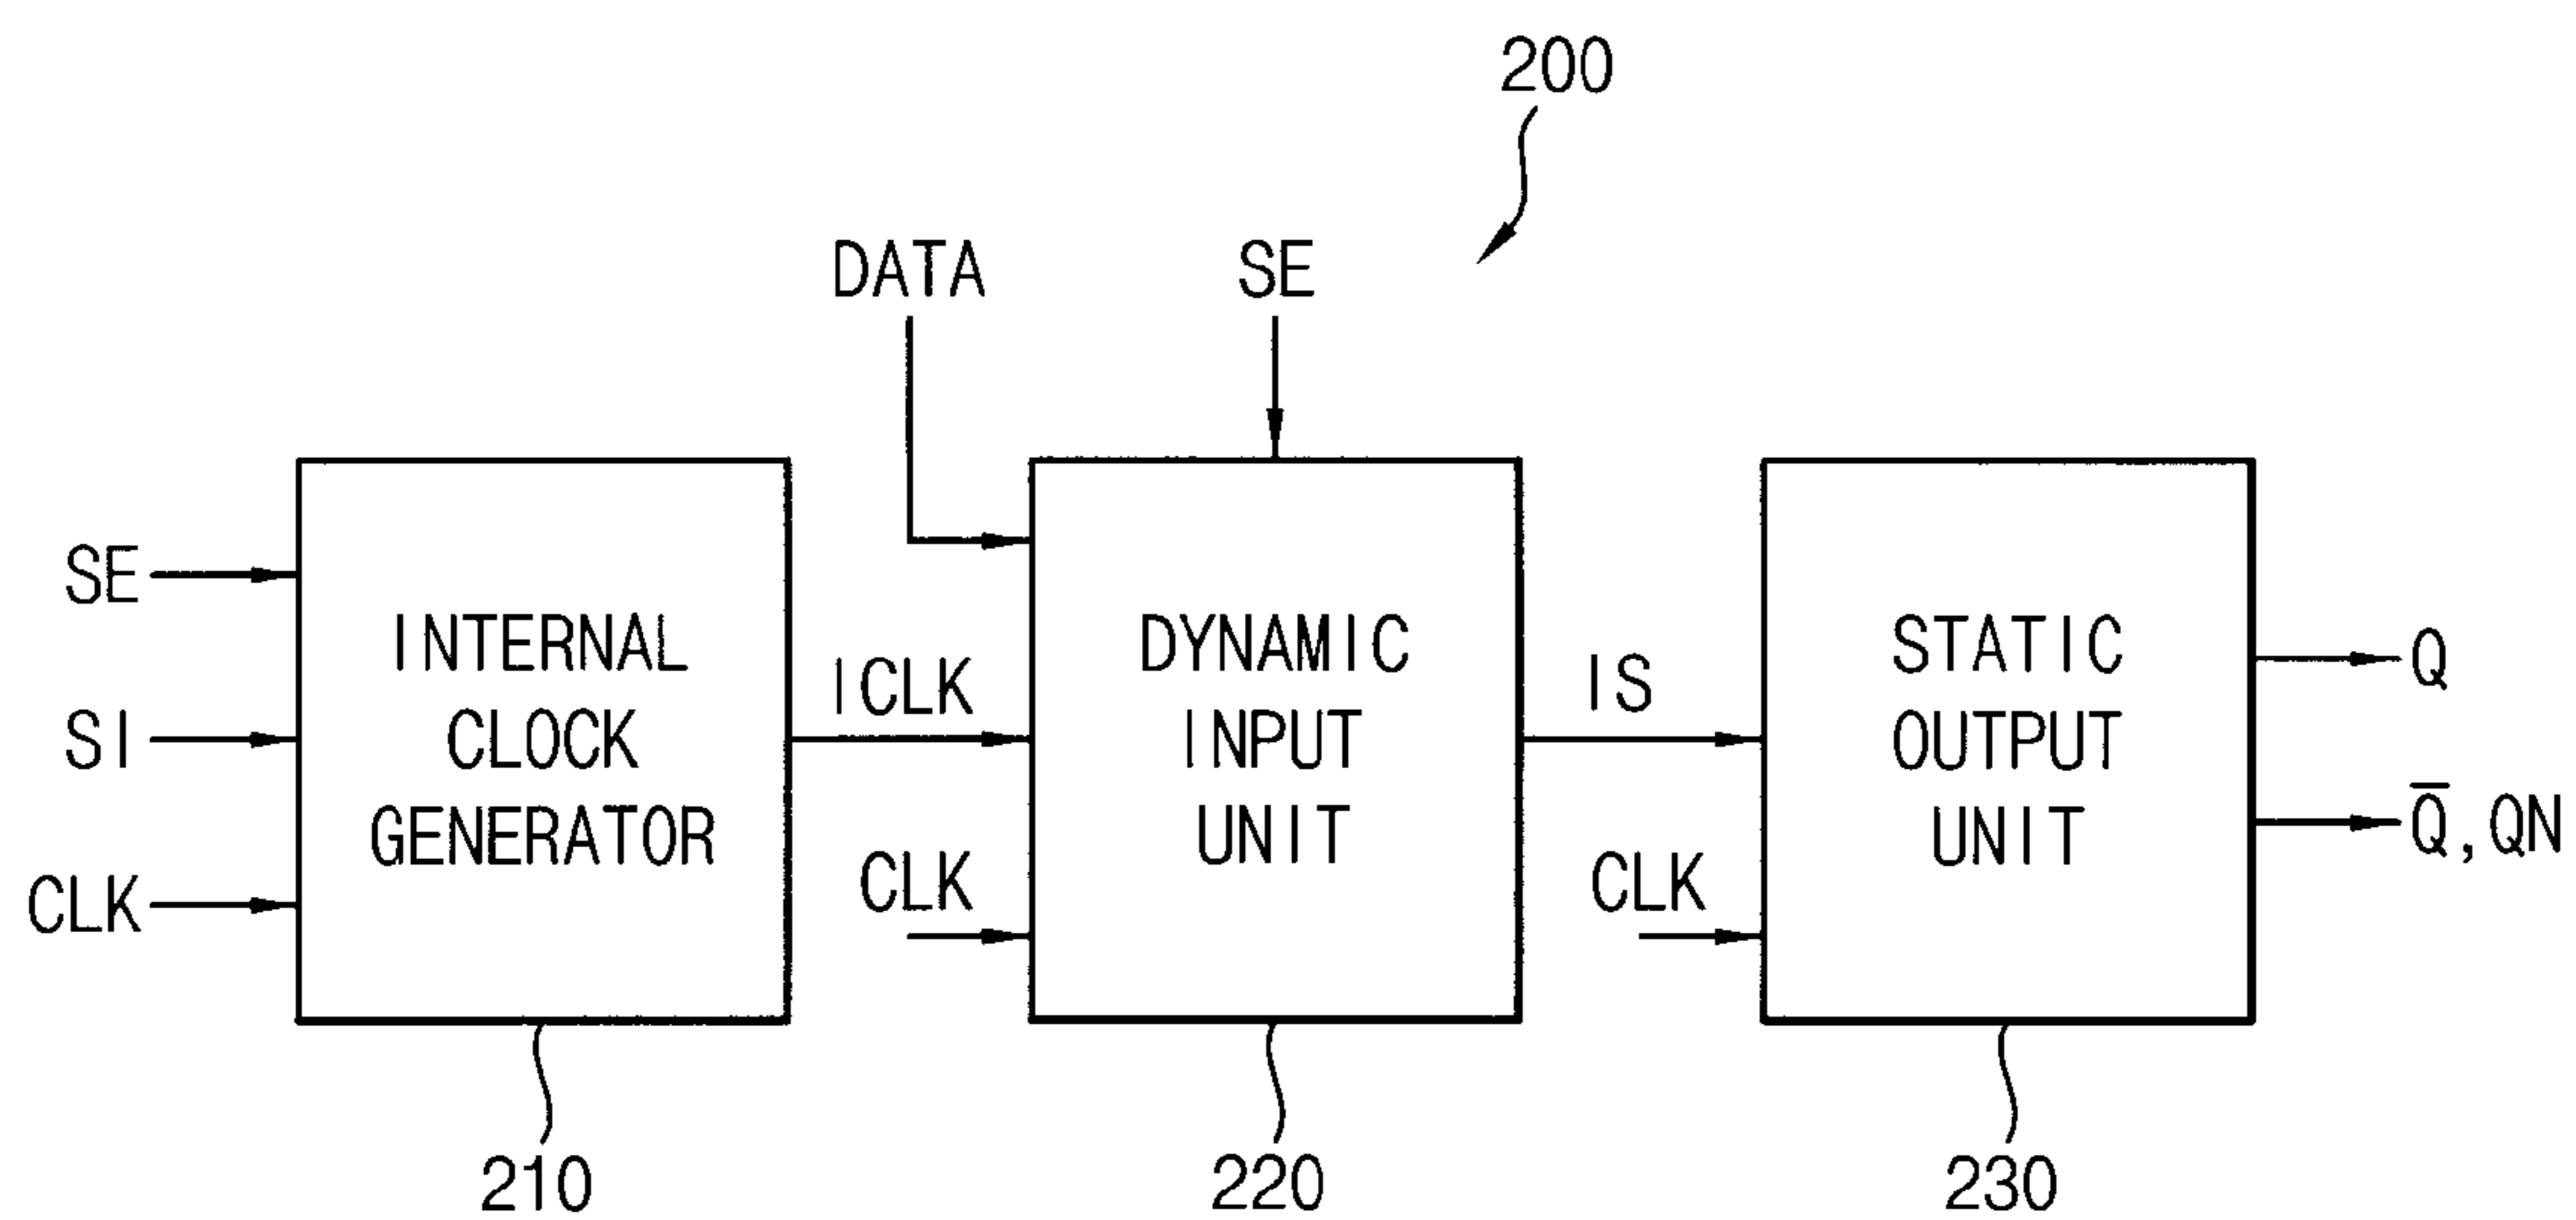 200
DATA
SE
SE
SI
CLK
INTERNAL
CLOCK
GENERATOR
ICLK
CLK
DYNAMIC
INPUT
UNIT
IS
CLK
STATIC
OUTPUT
UNIT
Q
Q̅, QN
210
220
230